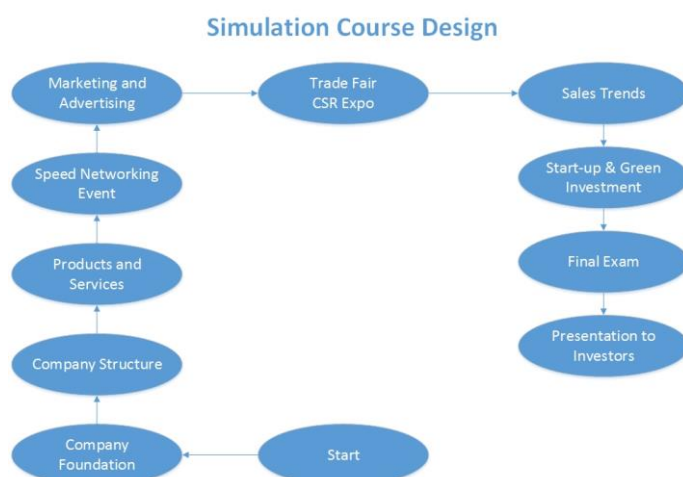 Simulation Course Design
Marketing and
Advertising
Trade Fair
CSR Expo
Sales Trends
Speed Networking
Event
Start-up & Green
Investment
Products and
Services
Final Exam
Company Structure
Presentation to
Investors
Company
Foundation
Start